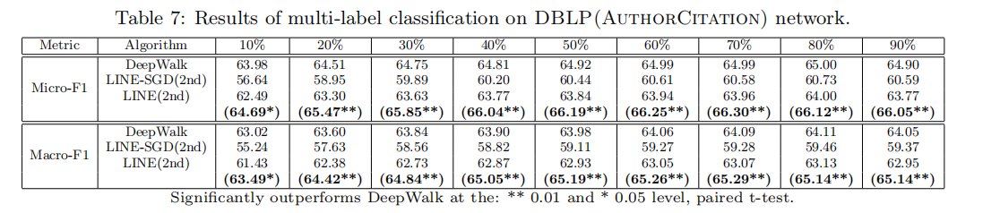 Table 7: Results of multi-label classification on DBLP(AUTHORCITATION) network.
Metric Algorithm 10% 20% 30% 40% 50% 60% 70% 80% 90%
Micro-F1 DeepWalk 63.98 64.51 64.75 64.81 64.92 64.99 64.99 65.00 64.90
LINE-SGD(2nd) 56.64 58.95 59.89 60.20 60.44 60.61 60.58 60.73 60.59
LINE(2nd) 62.49 63.30 63.63 63.77 63.84 63.94 63.96 64.00 63.77
(64.69*) (65.47**) (65.85**) (66.04**) (66.19**) (66.25**) (66.30**) (66.12**) (66.05**)
Macro-F1 DeepWalk 63.02 63.60 63.84 63.90 63.98 64.06 64.09 64.11 64.05
LINE-SGD(2nd) 55.24 57.63 58.56 58.82 59.11 59.27 59.28 59.46 59.37
LINE(2nd) 61.43 62.38 62.73 62.87 62.93 63.05 63.07 63.13 62.95
(63.49*) (64.42**) (64.84**) (65.05**) (65.19**) (65.26**) (65.29**) (65.14**) (65.14**)
Significantly outperforms DeepWalk at the: ** 0.01 and * 0.05 level, paired t-test.